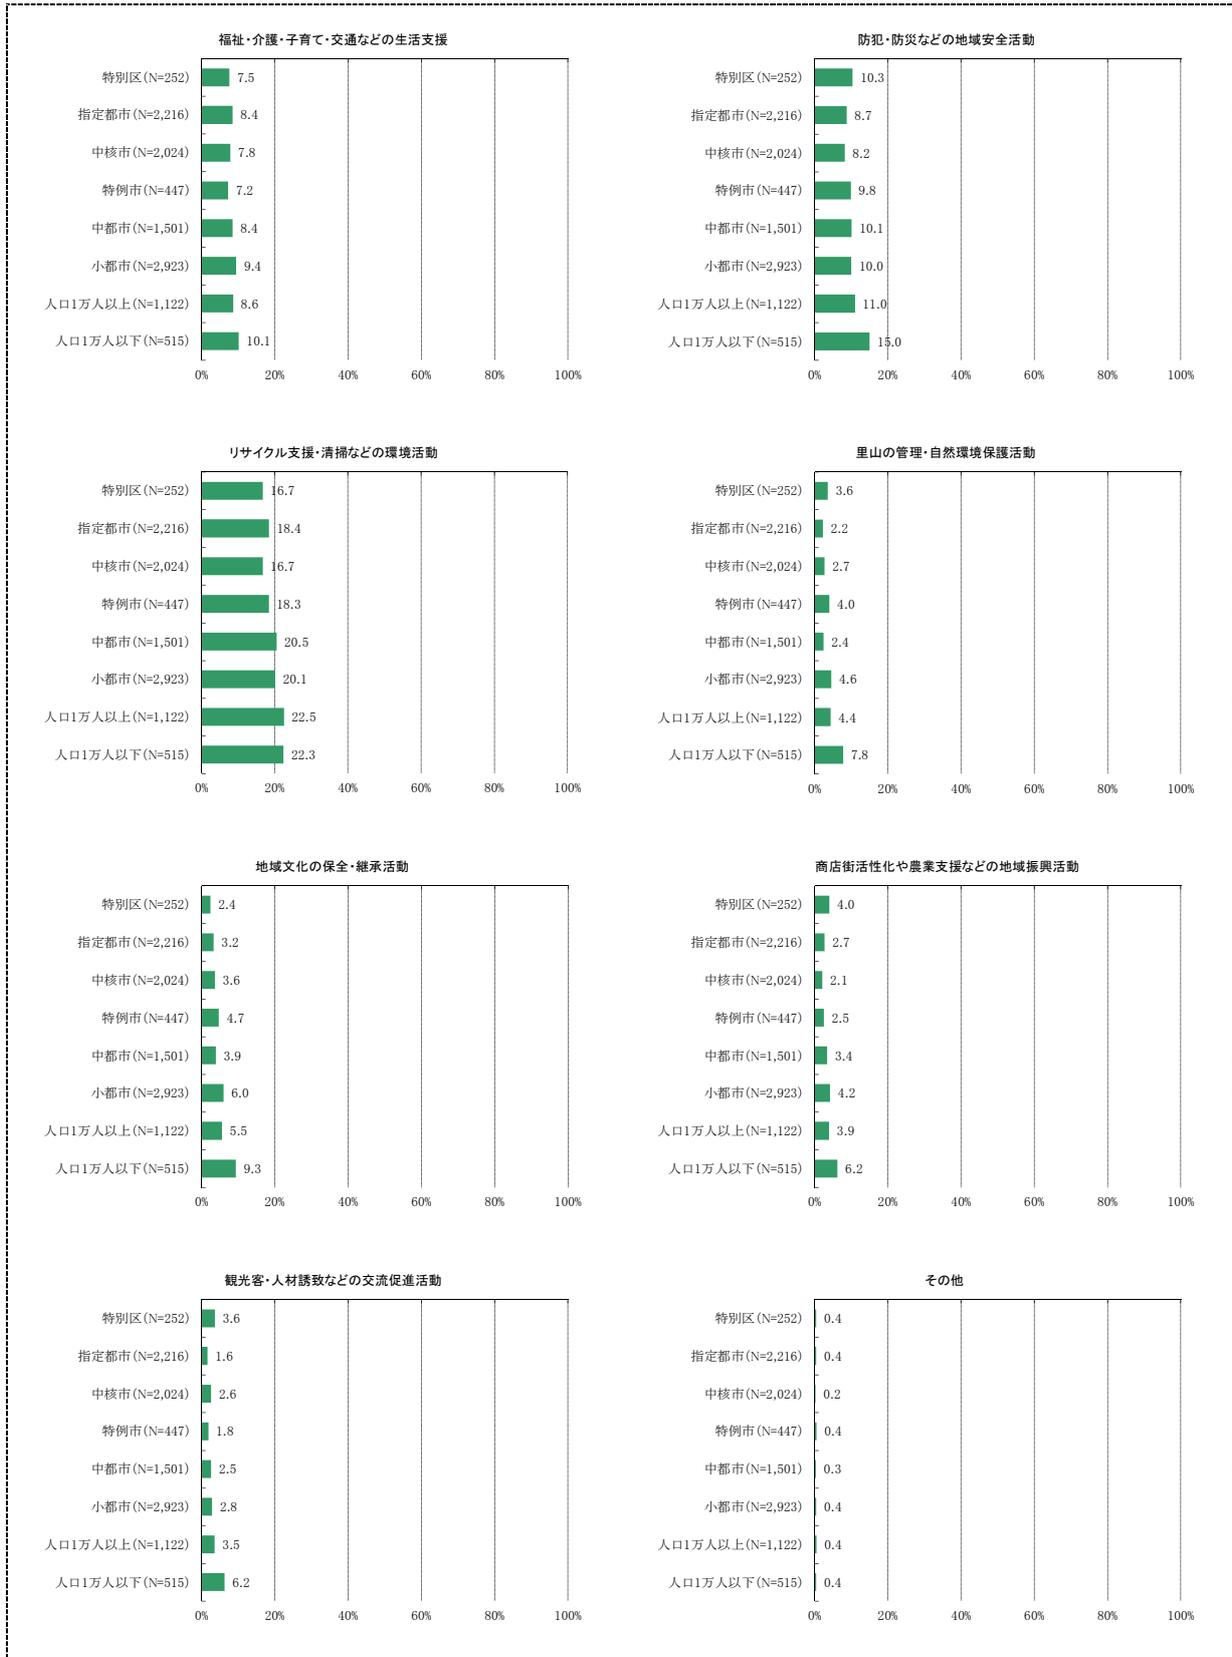 福祉・介護・子育て・交通などの生活支援
特別区(N=252) 7.5
指定都市(N=2,216) 8.4
中核市(N=2,024) 7.8
特例市(N=447) 7.2
中都市(N=1,501) 8.4
小都市(N=2,923) 9.4
人口1万人以上(N=1,122) 8.6
人口1万人以下(N=515) 10.1
0% 20% 40% 60% 80% 100%
防犯・防災などの地域安全活動
特別区(N=252) 10.3
指定都市(N=2,216) 8.7
中核市(N=2,024) 8.2
特例市(N=447) 9.8
中都市(N=1,501) 10.1
小都市(N=2,923) 10.0
人口1万人以上(N=1,122) 11.0
人口1万人以下(N=515) 15.0
0% 20% 40% 60% 80% 100%
リサイクル支援・清掃などの環境活動
特別区(N=252) 16.7
指定都市(N=2,216) 18.4
中核市(N=2,024) 16.7
特例市(N=447) 18.3
中都市(N=1,501) 20.5
小都市(N=2,923) 20.1
人口1万人以上(N=1,122) 22.5
人口1万人以下(N=515) 22.3
0% 20% 40% 60% 80% 100%
里山の管理・自然環境保護活動
特別区(N=252) 3.6
指定都市(N=2,216) 2.2
中核市(N=2,024) 2.7
特例市(N=447) 4.0
中都市(N=1,501) 2.4
小都市(N=2,923) 4.6
人口1万人以上(N=1,122) 4.4
人口1万人以下(N=515) 7.8
0% 20% 40% 60% 80% 100%
地域文化の保全・継承活動
特別区(N=252) 2.4
指定都市(N=2,216) 3.2
中核市(N=2,024) 3.6
特例市(N=447) 4.7
中都市(N=1,501) 3.9
小都市(N=2,923) 6.0
人口1万人以上(N=1,122) 5.5
人口1万人以下(N=515) 9.3
0% 20% 40% 60% 80% 100%
商店街活性化や農業支援などの地域振興活動
特別区(N=252) 4.0
指定都市(N=2,216) 2.7
中核市(N=2,024) 2.1
特例市(N=447) 2.5
中都市(N=1,501) 3.4
小都市(N=2,923) 4.2
人口1万人以上(N=1,122) 3.9
人口1万人以下(N=515) 6.2
0% 20% 40% 60% 80% 100%
観光客・人材誘致などの交流促進活動
特別区(N=252) 3.6
指定都市(N=2,216) 1.6
中核市(N=2,024) 2.6
特例市(N=447) 1.8
中都市(N=1,501) 2.5
小都市(N=2,923) 2.8
人口1万人以上(N=1,122) 3.5
人口1万人以下(N=515) 6.2
0% 20% 40% 60% 80% 100%
その他
特別区(N=252) 0.4
指定都市(N=2,216) 0.4
中核市(N=2,024) 0.2
特例市(N=447) 0.4
中都市(N=1,501) 0.3
小都市(N=2,923) 0.4
人口1万人以上(N=1,122) 0.4
人口1万人以下(N=515) 0.4
0% 20% 40% 60% 80% 100%